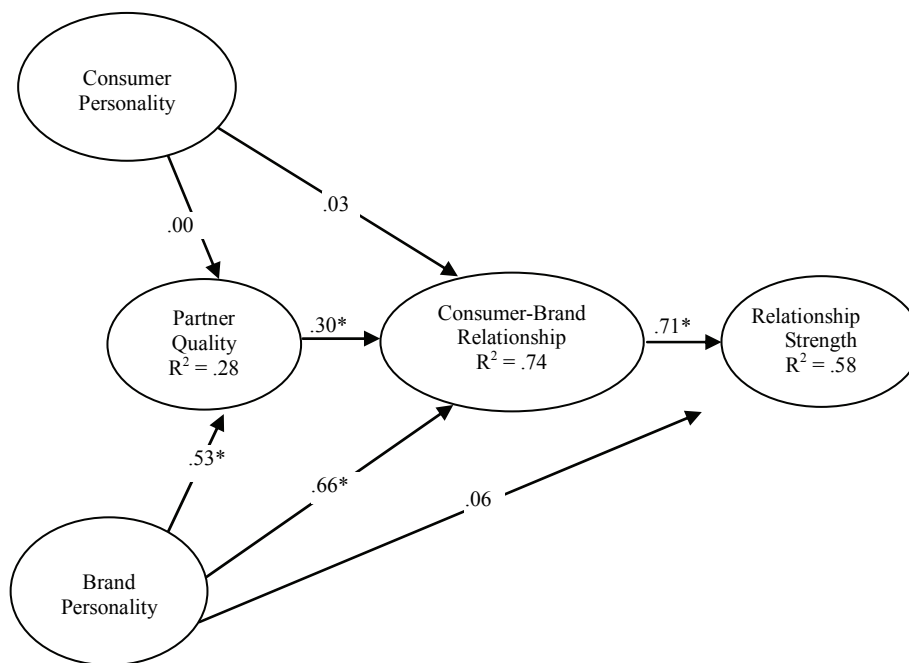 Consumer
Personality
.03
.00
Partner
Quality
R² = .28
.30*
Consumer-Brand
Relationship
R² = .74
.71*
Relationship
Strength
R² = .58
.53*
.66*
.06
Brand
Personality